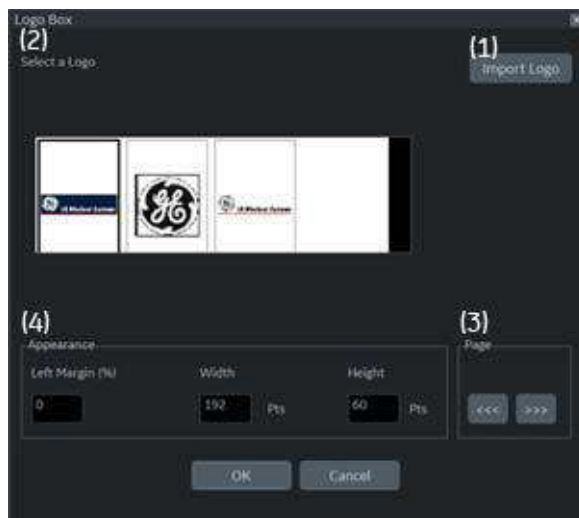 Logo Box
(2)
(1)
Select a Logo
Import Logo
(4)
(3)
Appearance
Page
Left Margin (%)
Width
Height
0
192
Pts
60
Pts
<<<
>>>
OK
Cancel